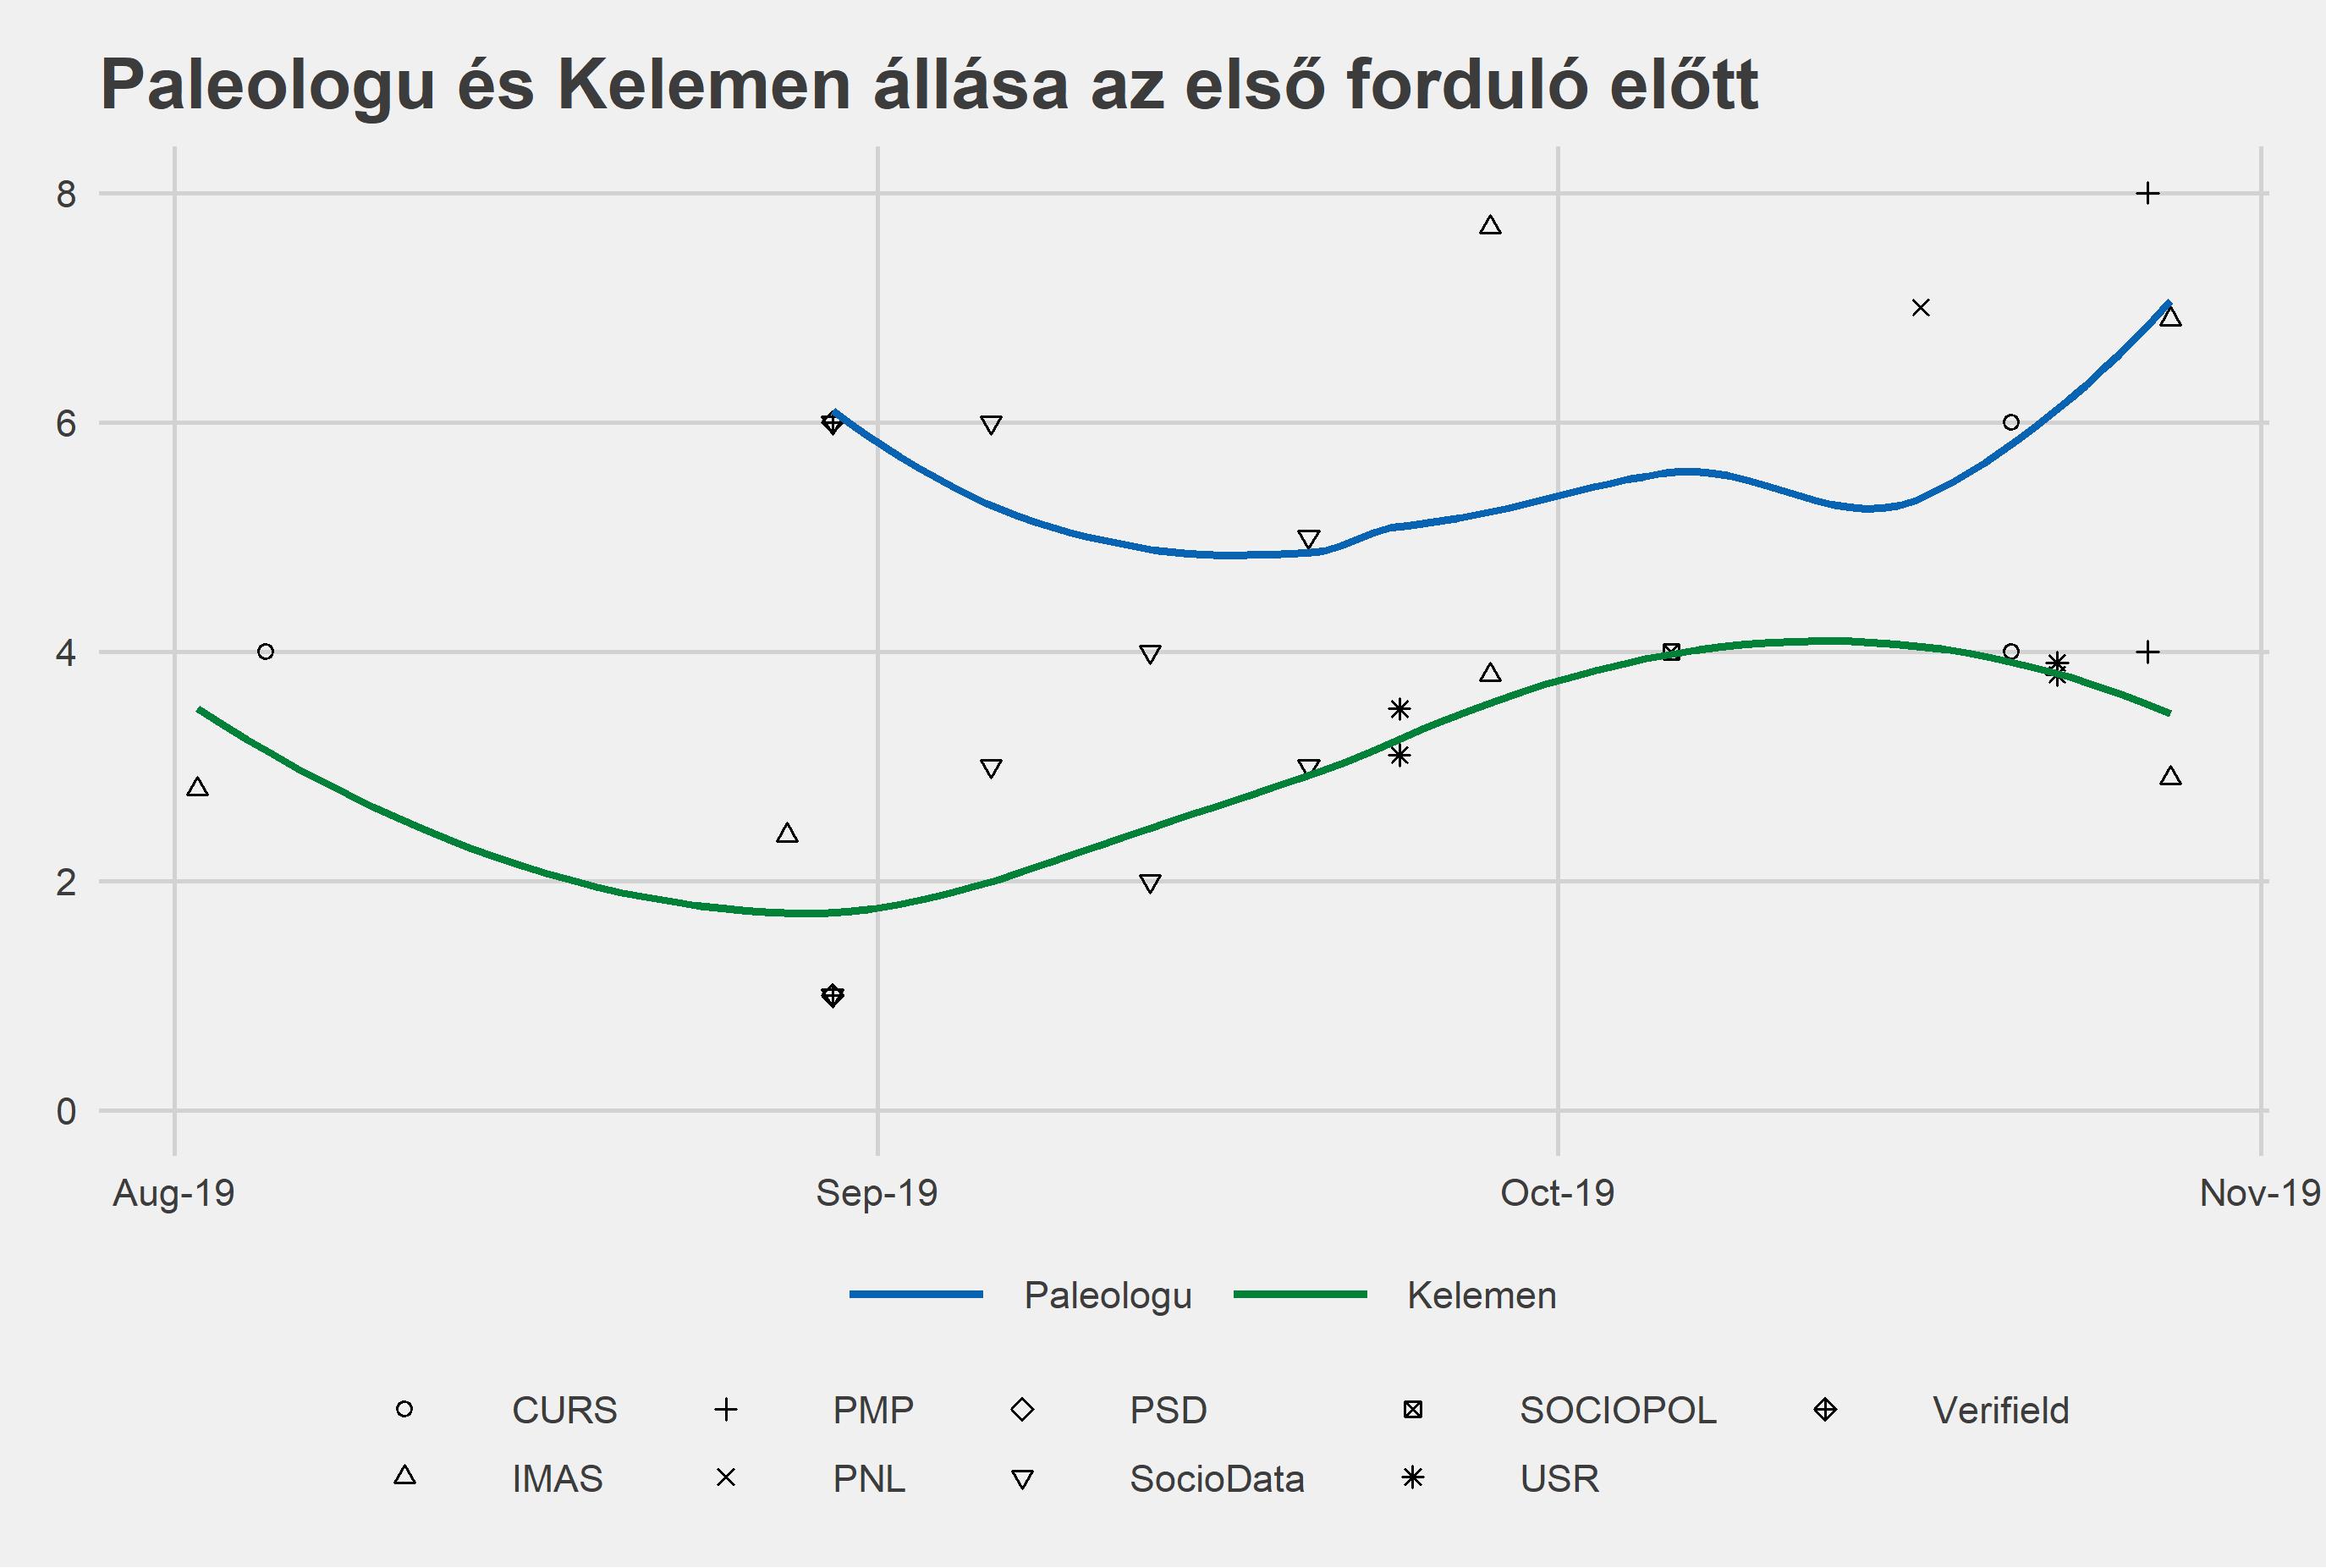 Paleologu és Kelemen állása az első forduló előtt
8
6
4
2
0
Aug-19 Sep-19 Oct-19 Nov-19
Paleologu Kelemen
CURS PMP PSD SOCIOPOL Verifield
IMAS PNL SocioData USR